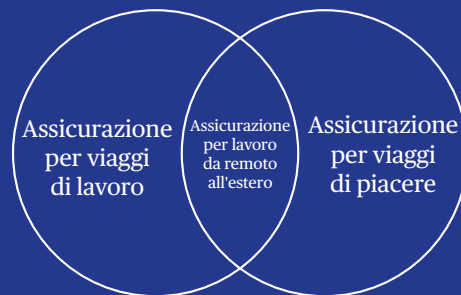 Assicurazione
per viaggi
di lavoro
Assicurazione
per lavoro
da remoto
all'estero
Assicurazione
per viaggi
di piacere